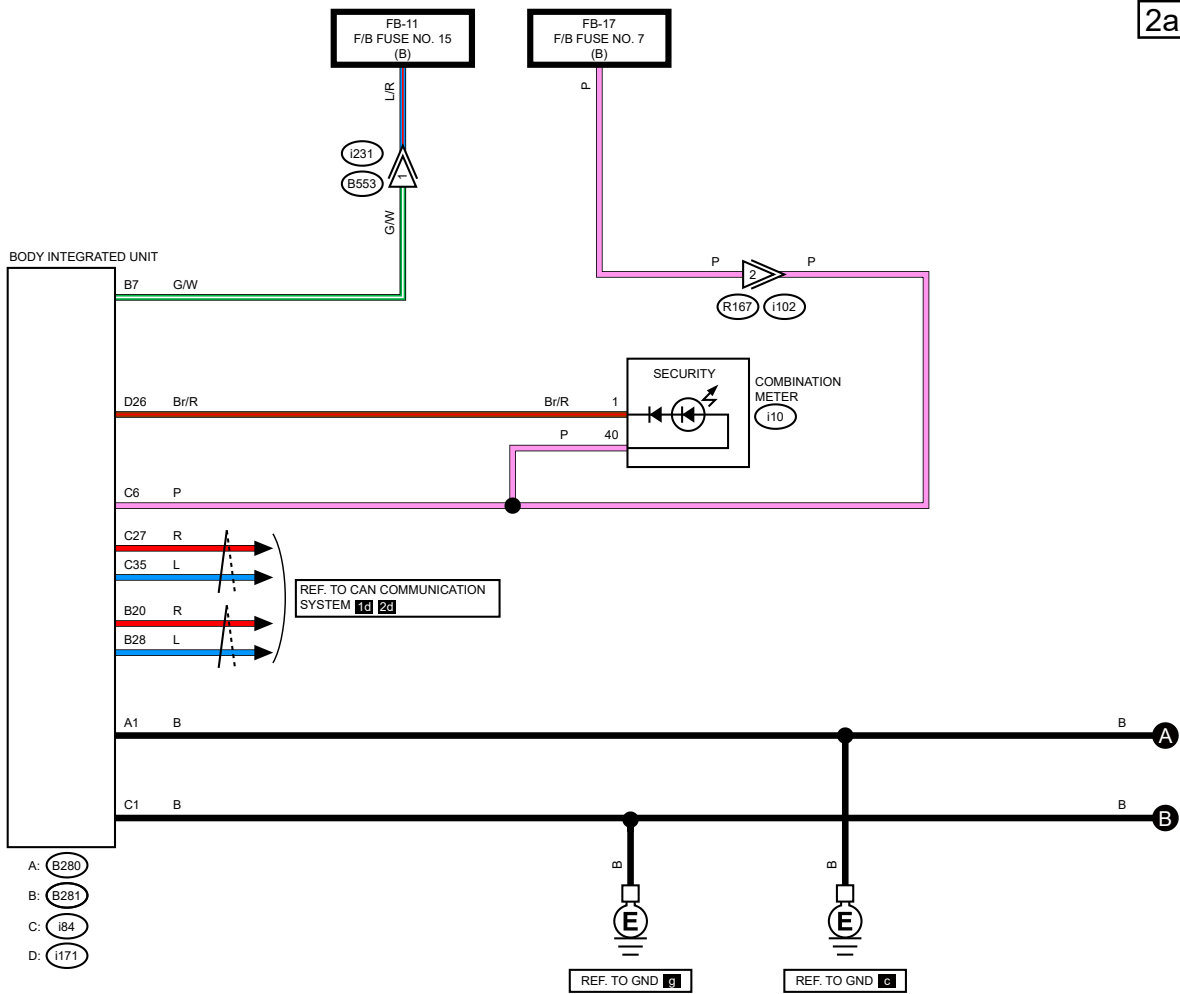 2a
FB-11
F/B FUSE NO. 15
(B)
FB-17
F/B FUSE NO. 7
(B)
L/R
P
i231
B553
1
G/W
BODY INTEGRATED UNIT
B7 G/W
P 2 P
R167 i102
SECURITY
COMBINATION
METER
i10
D26 Br/R Br/R 1
P 40
C6 P
C27 R
C35 L
REF. TO CAN COMMUNICATION
SYSTEM 1d 2d
B20 R
B28 L
A1 B B A
C1 B B B
B B
A: B280
B: B281
C: i84
D: i171
E E
REF. TO GND g REF. TO GND c